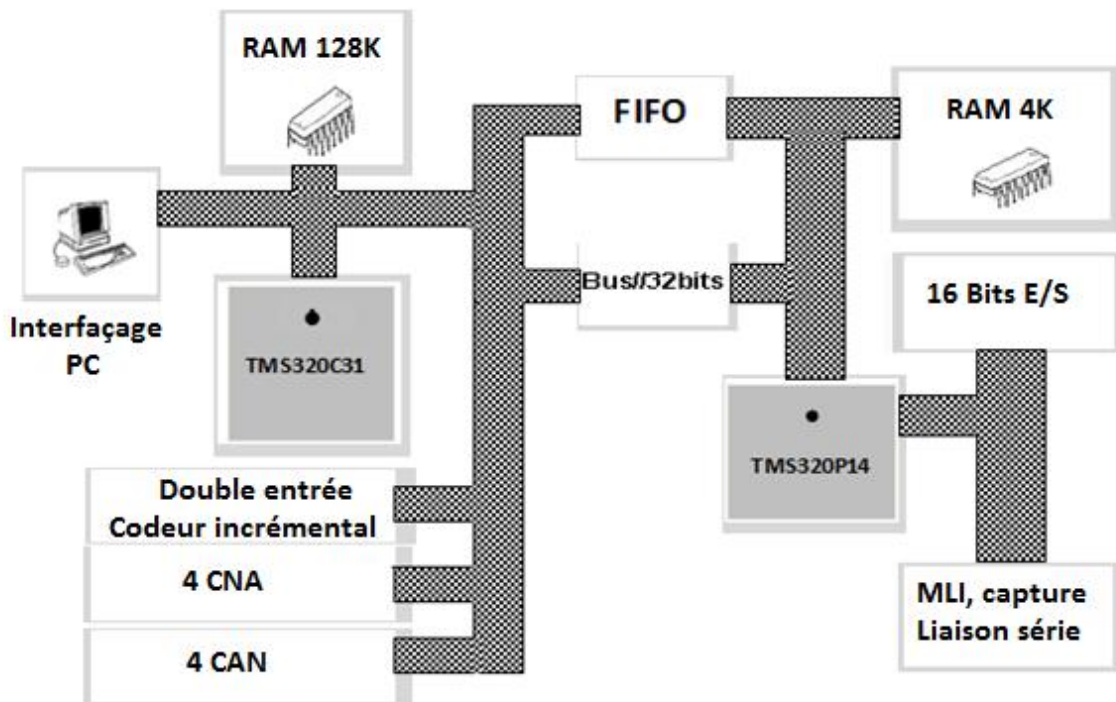 RAM 128K
FIFO
RAM 4K
Bus//32bits
16 Bits E/S
Interfaçage
PC
TMS320C31
TMS320P14
Double entrée
Codeur incrémental
4 CNA
4 CAN
MLI, capture
Liaison série